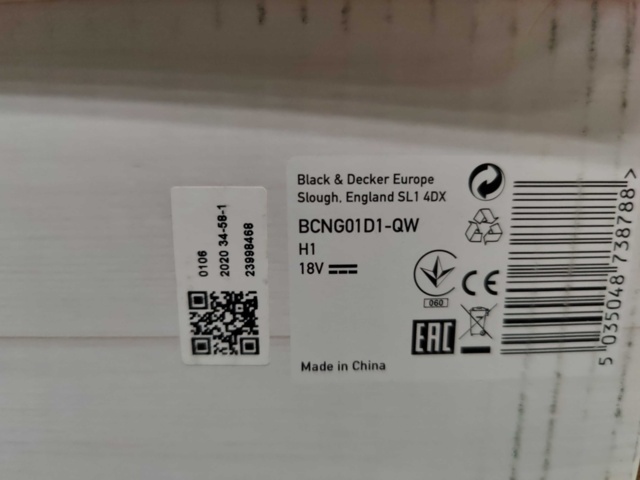 0106
2020 34-58-1
23998468
Black & Decker Europe
Slough, England SL1 4DX
BCNG01D1-QW
H1
18V
060
CE
EAC
Made in China
5 035048 738788 >